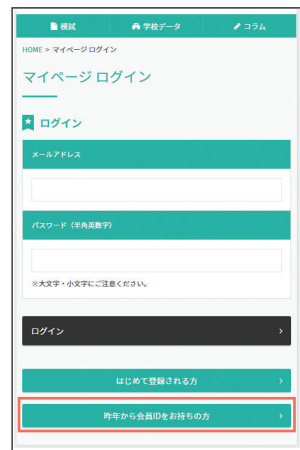 模試 学校データ コラム
HOME > マイページ ログイン
マイページ ログイン
ログイン
メールアドレス
パスワード（半角英数字）
※大文字・小文字にご注意ください。
ログイン >
はじめて登録される方 >
昨年から会員IDをお持ちの方 >